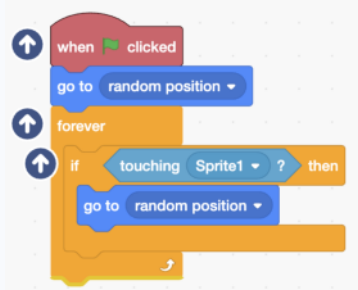 when clicked
go to random position
forever
if touching Sprite1 ? then
go to random position